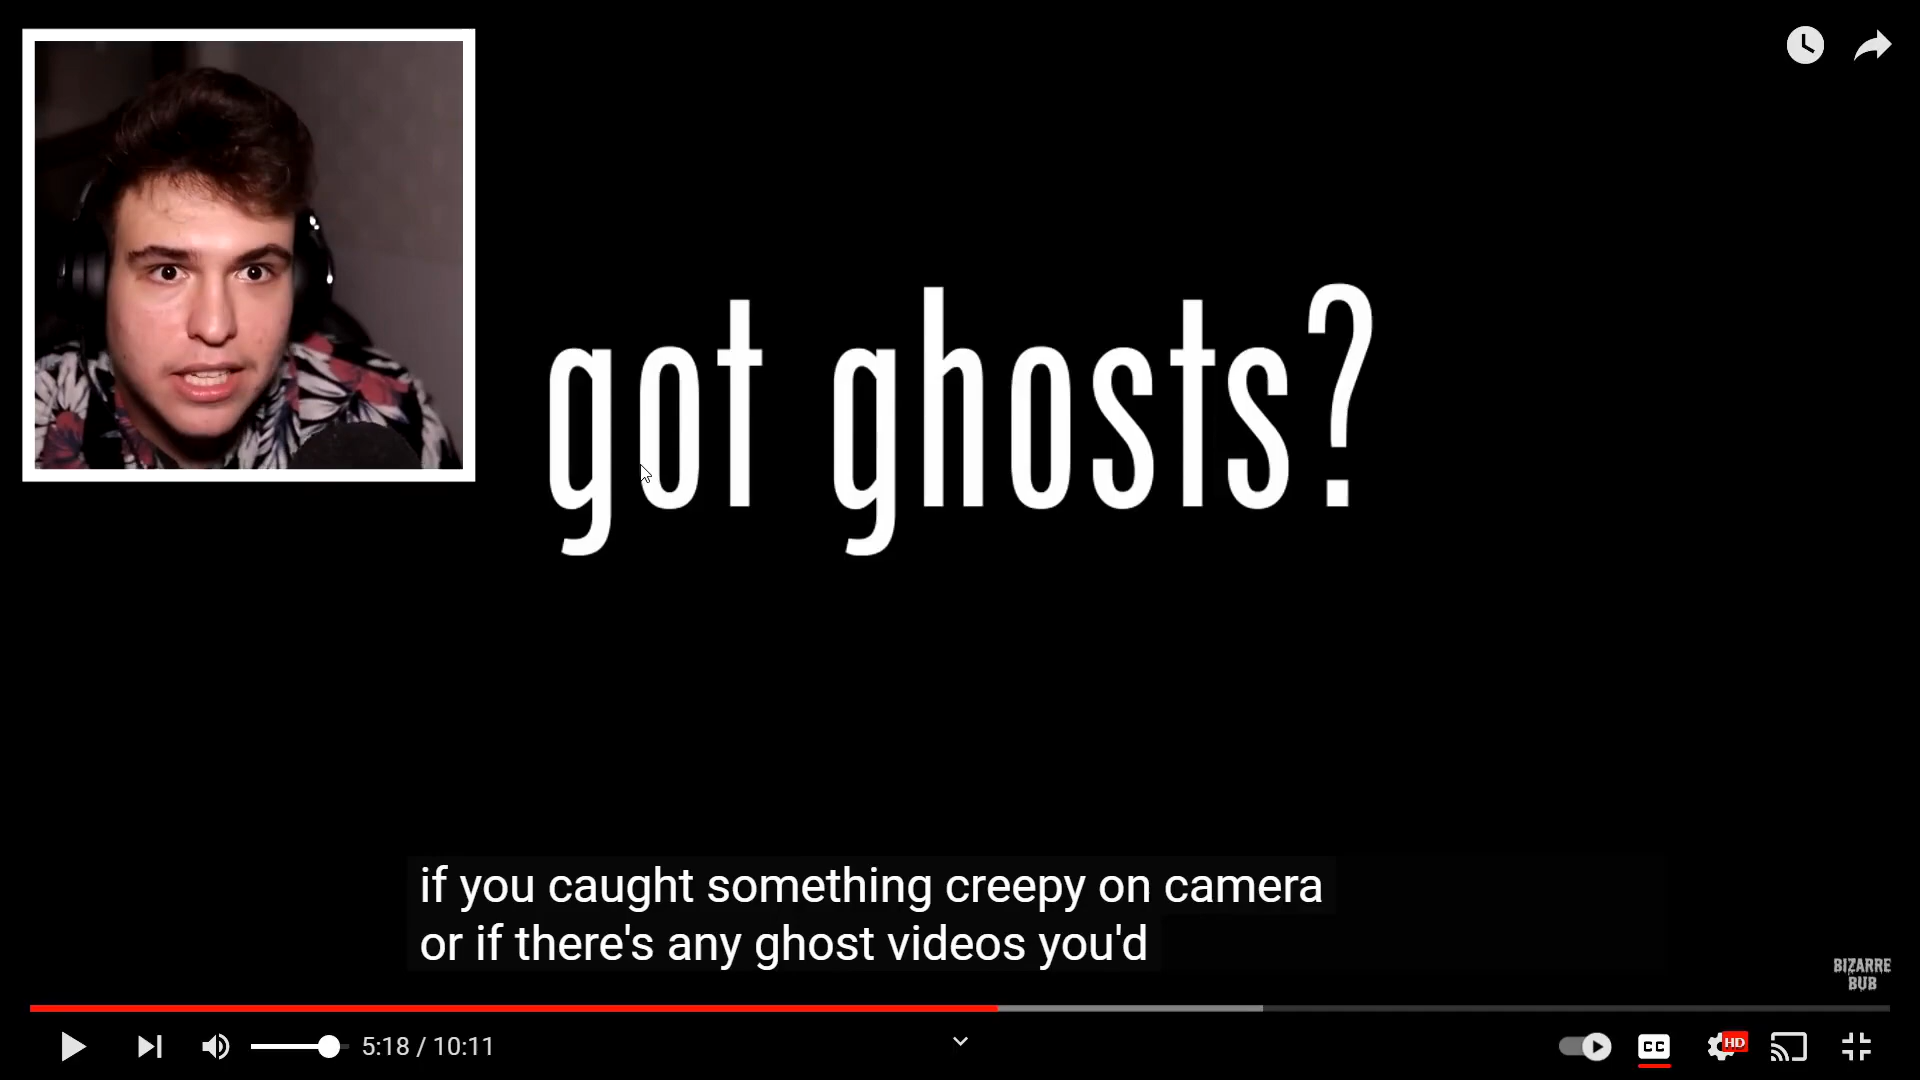 got ghosts?
if you caught something creepy on camera
or if there's any ghost videos you'd
BIZARRE
BUB
5:18 / 10:11
CC
HD